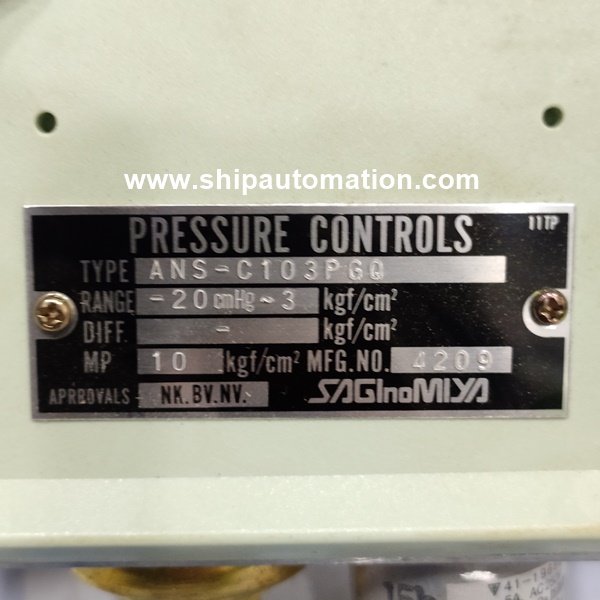 www.shipautomation.com
PRESSURE CONTROLS 11TP
TYPE ANS-C103PGQ
RANGE -20cmHg~3 kgf/cm²
DIFF. - kgf/cm²
MP 10 kgf/cm² MFG.NO. 4209
APRBOVALS NK.BV.NV.
SAGInoMIYA